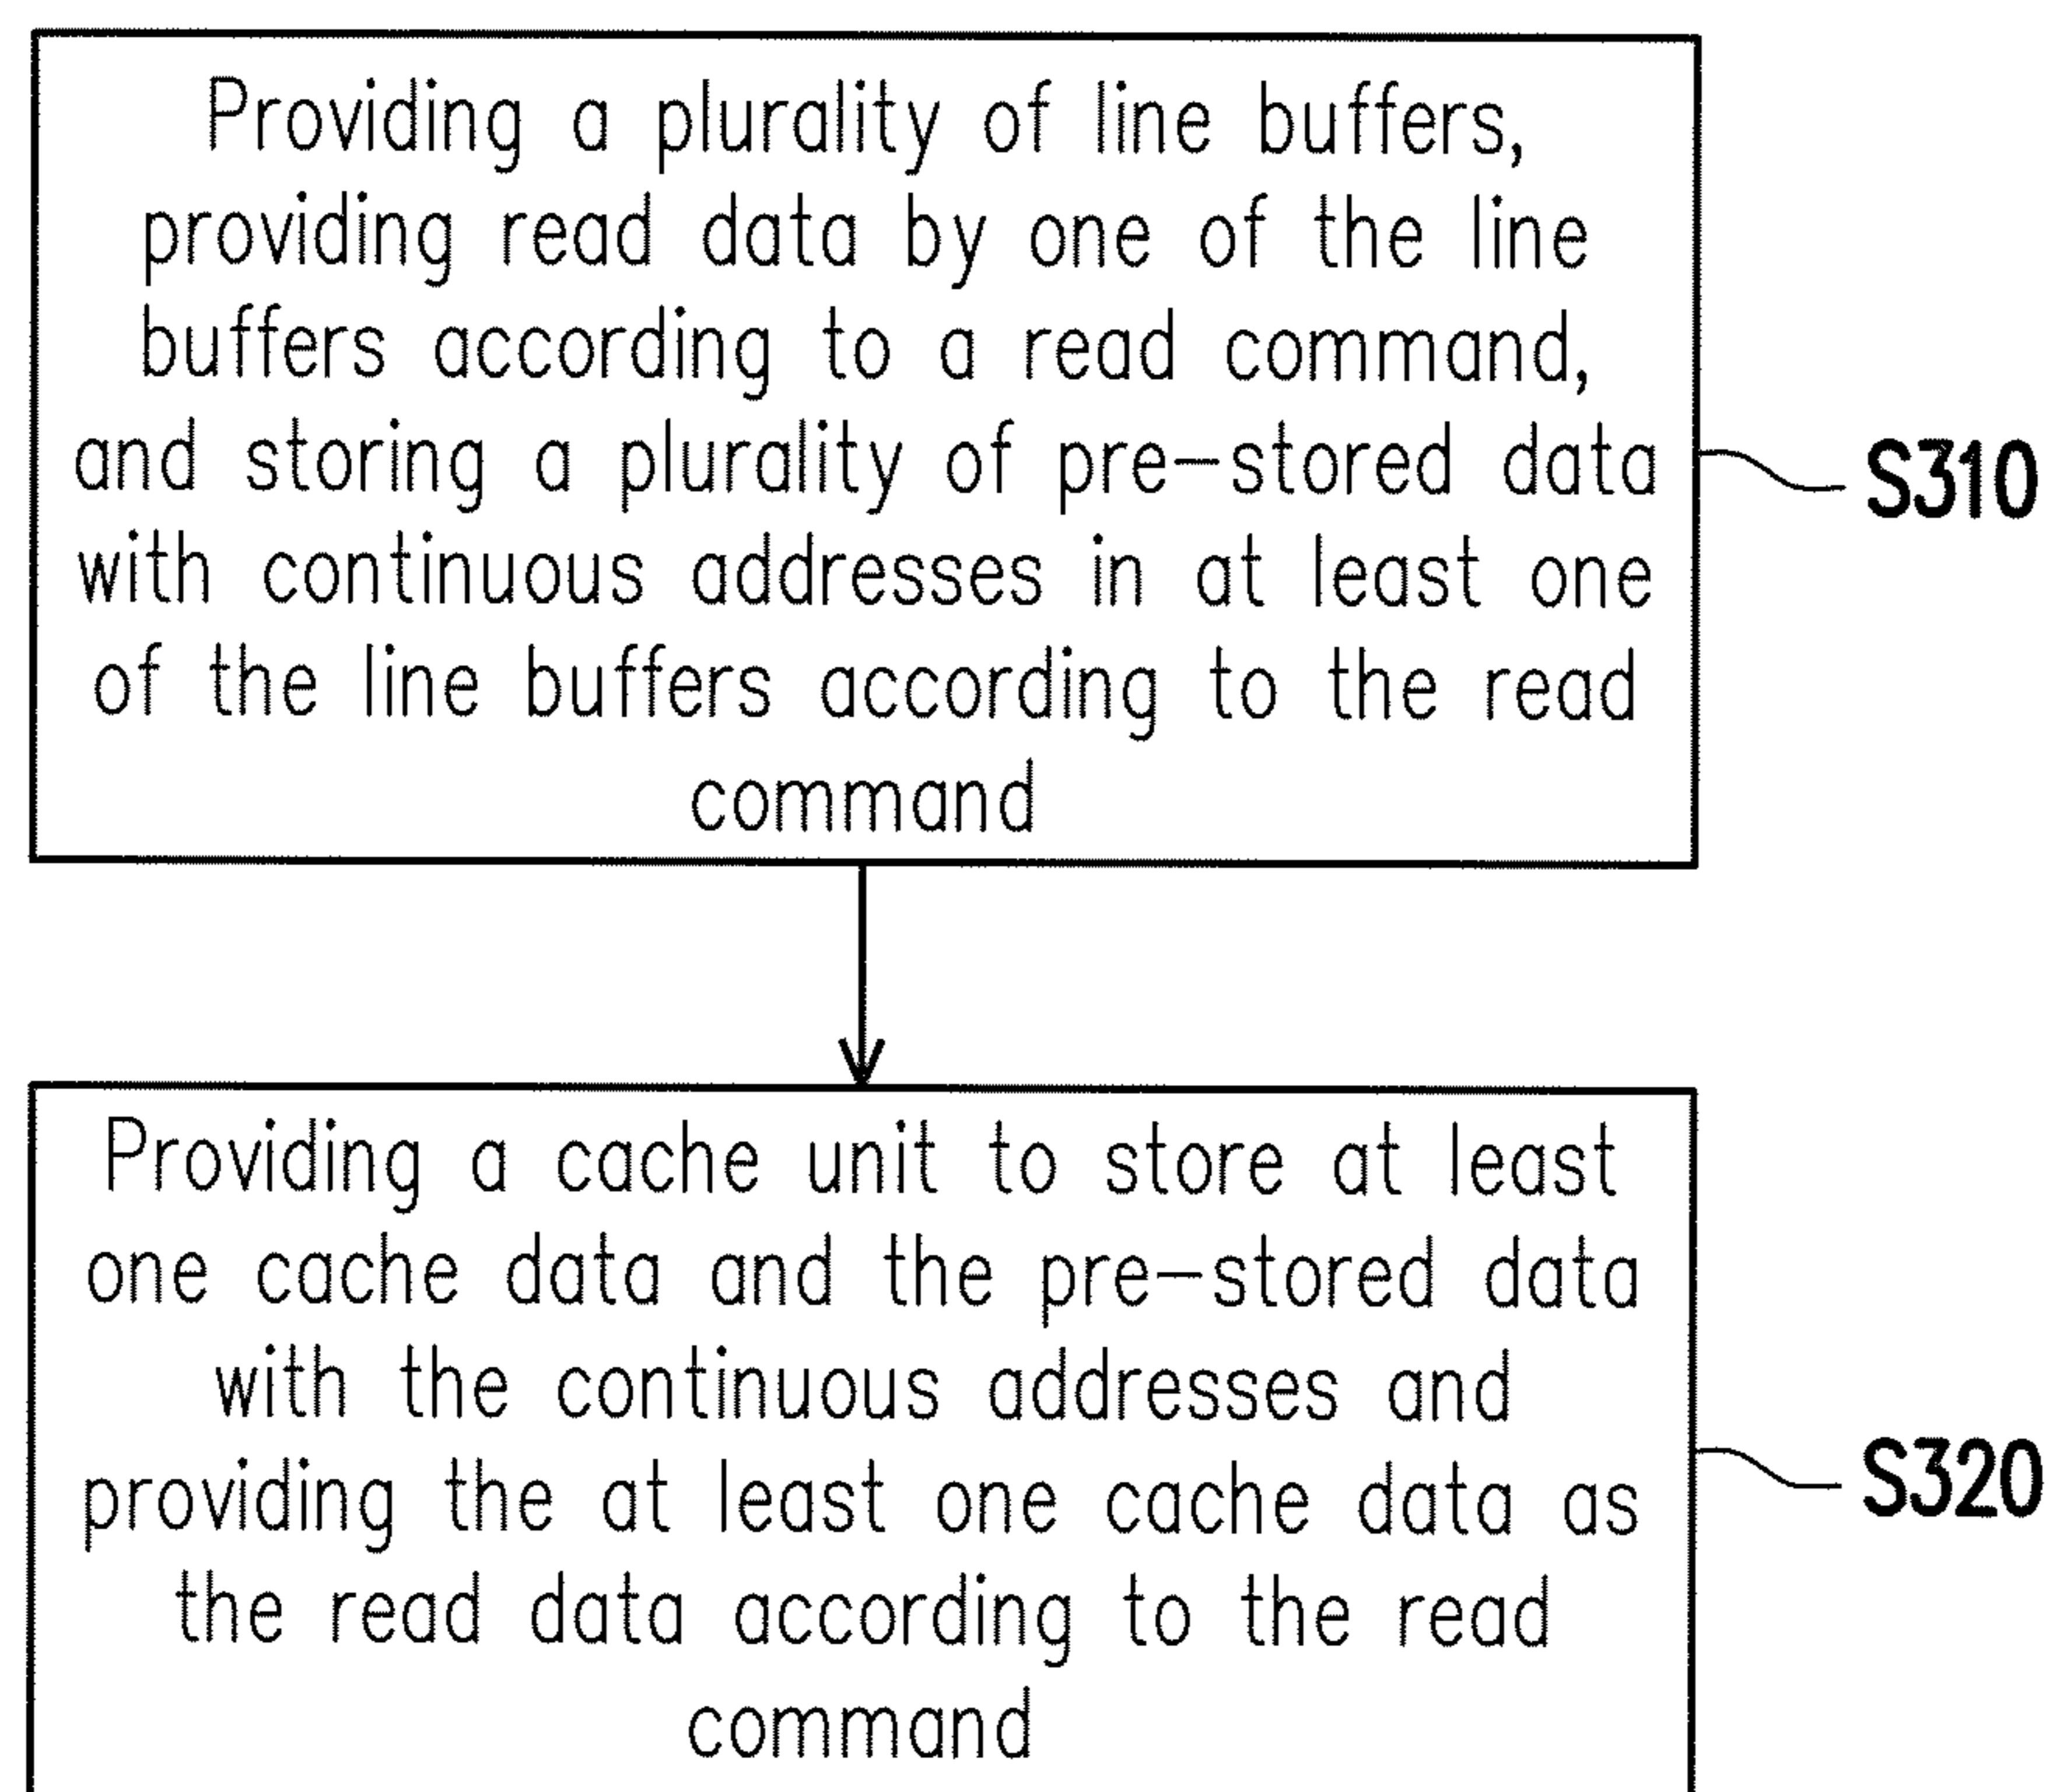 Providing a plurality of line buffers,
providing read data by one of the line
buffers according to a read command,
and storing a plurality of pre-stored data
with continuous addresses in at least one
of the line buffers according to the read
command
S310
Providing a cache unit to store at least
one cache data and the pre-stored data
with the continuous addresses and
providing the at least one cache data as
the read data according to the read
command
S320